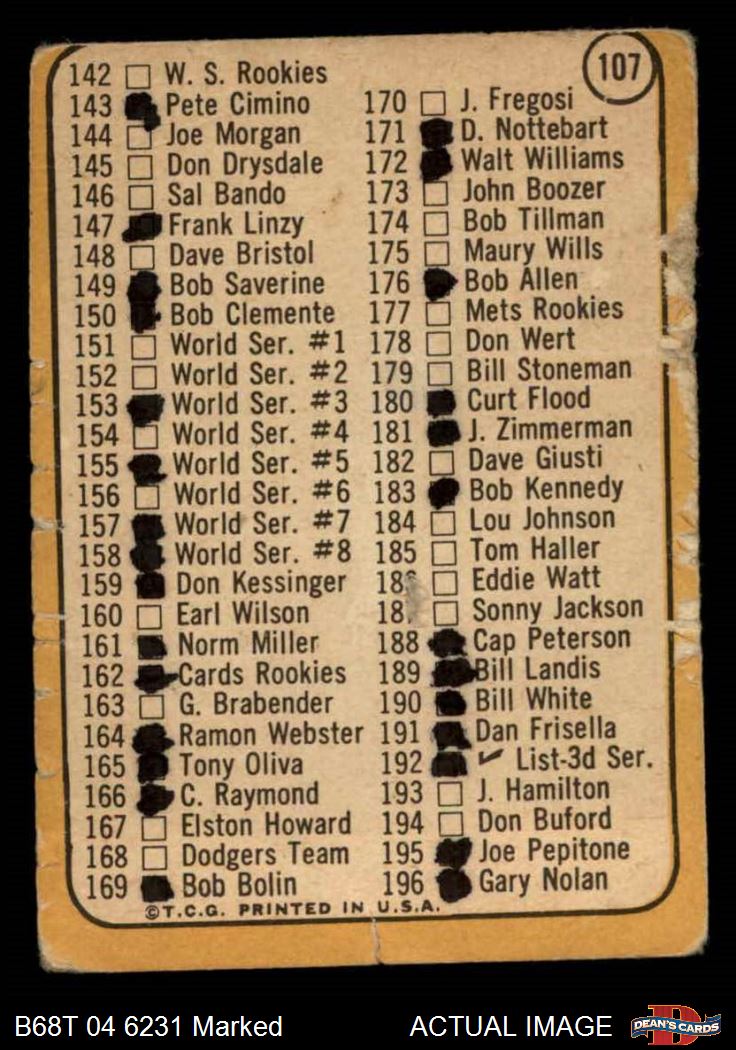 107
142 W. S. Rookies
143 Pete Cimino
144 Joe Morgan
145 Don Drysdale
146 Sal Bando
147 Frank Linzy
148 Dave Bristol
149 Bob Saverine
150 Bob Clemente
151 World Ser. #1
152 World Ser. #2
153 World Ser. #3
154 World Ser. #4
155 World Ser. #5
156 World Ser. #6
157 World Ser. #7
158 World Ser. #8
159 Don Kessinger
160 Earl Wilson
161 Norm Miller
162 Cards Rookies
163 G. Brabender
164 Ramon Webster
165 Tony Oliva
166 C. Raymond
167 Elston Howard
168 Dodgers Team
169 Bob Bolin
170 J. Fregosi
171 D. Nottebart
172 Walt Williams
173 John Boozer
174 Bob Tillman
175 Maury Wills
176 Bob Allen
177 Mets Rookies
178 Don Wert
179 Bill Stoneman
180 Curt Flood
181 J. Zimmerman
182 Dave Giusti
183 Bob Kennedy
184 Lou Johnson
185 Tom Haller
Eddie Watt
Sonny Jackson
188 Cap Peterson
189 Bill Landis
190 Bill White
191 Dan Frisella
192 ✓ List-3d Ser.
193 J. Hamilton
194 Don Buford
195 Joe Pepitone
196 Gary Nolan
©T.C.G. PRINTED IN U.S.A.
B68T 04 6231 Marked
ACTUAL IMAGE
DEAN'S CARDS